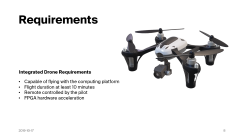 Requirements
Integrated Drone Requirements
• Capable of flying with the computing platform
• Flight duration at least 10 minutes
• Remote controlled by the pilot
• FPGA hardware acceleration